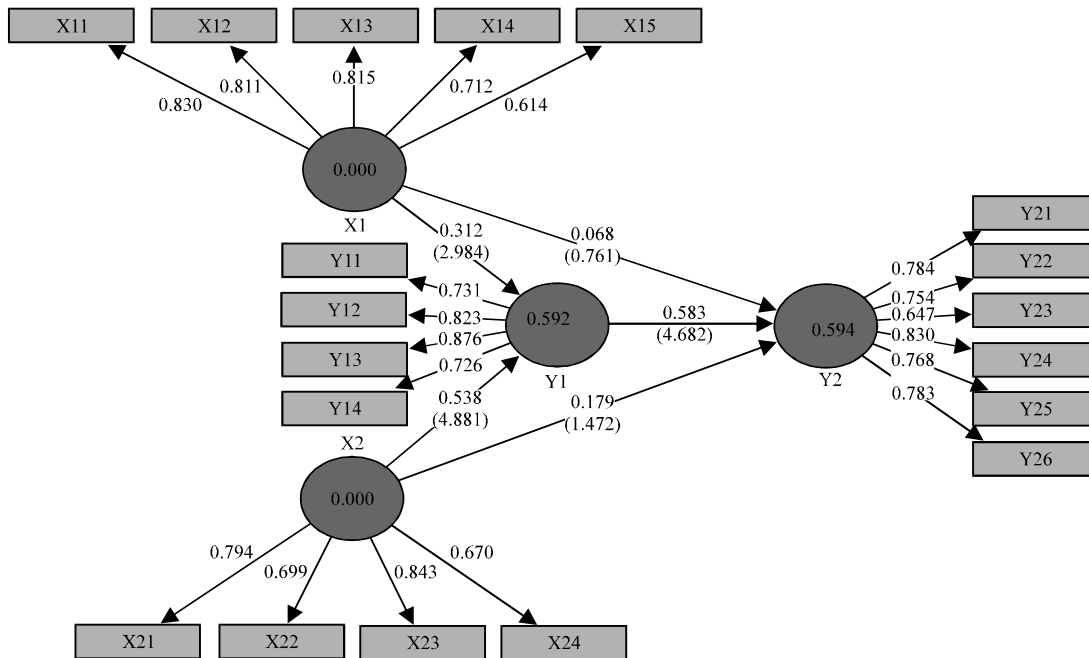 X11 X12 X13 X14 X15
0.830 0.811 0.815 0.712 0.614
0.000
X1
0.312
(2.984)
0.068
(0.761)
Y11
Y12
Y13
Y14
0.731
0.823
0.876
0.726
0.592
Y1
0.583
(4.682)
0.594
Y2
0.784
0.754
0.647
0.830
0.768
0.783
Y21
Y22
Y23
Y24
Y25
Y26
0.538
(4.881)
0.179
(1.472)
X2
0.000
0.794 0.699 0.843 0.670
X21 X22 X23 X24